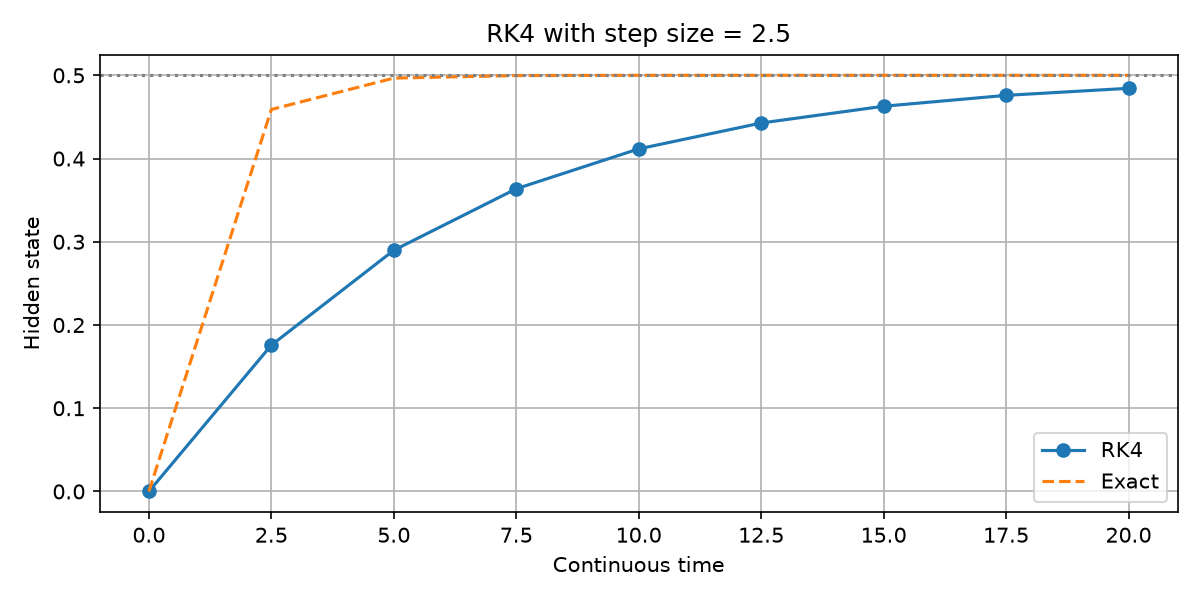 RK4 with step size = 2.5
Hidden state
0.5
0.4
0.3
0.2
0.1
0.0
RK4
Exact
0.0 2.5 5.0 7.5 10.0 12.5 15.0 17.5 20.0
Continuous time